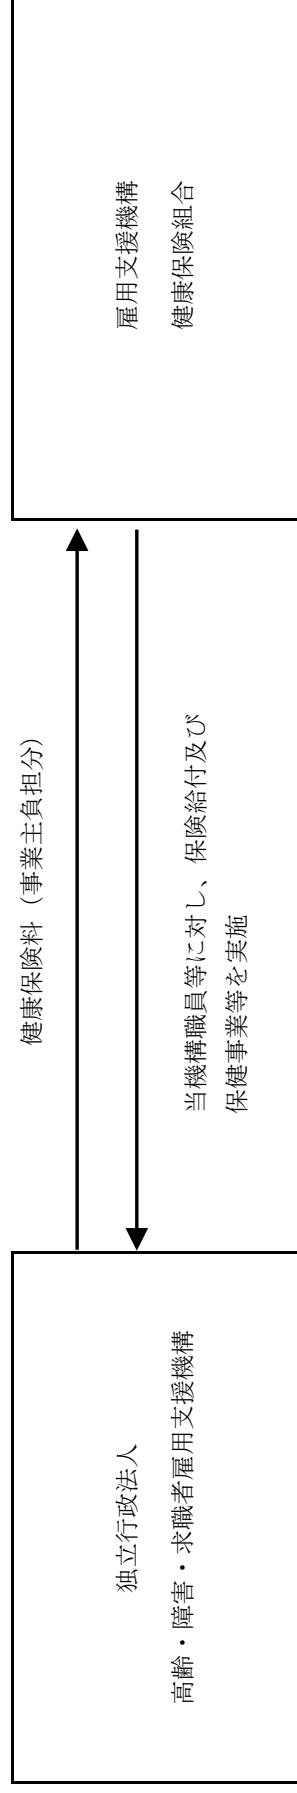 独立行政法人
高齢・障害・求職者雇用支援機構
健康保険料（事業主負担分）
当機構職員等に対し、保険給付及び
保健事業等を実施
雇用支援機構
健康保険組合